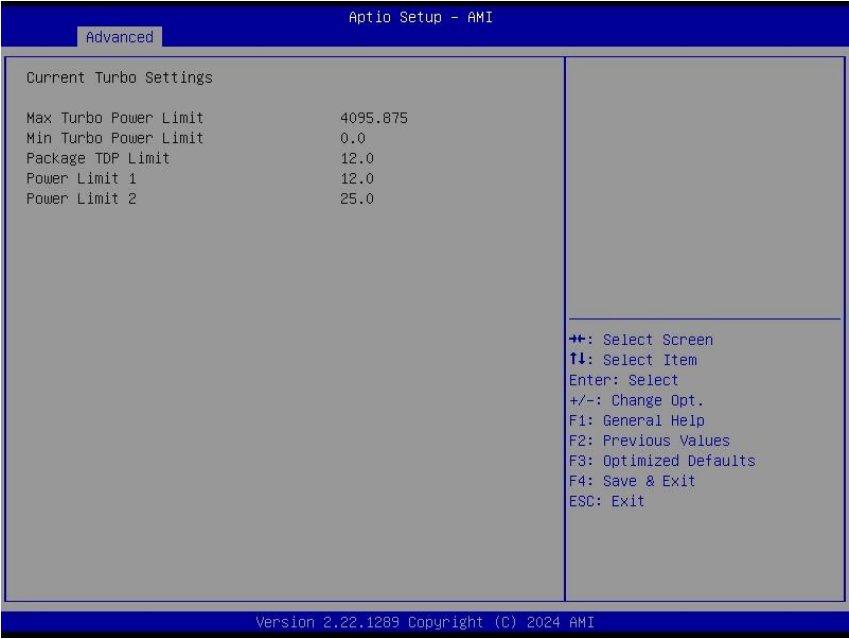 Aptio Setup - AMI
Advanced
Current Turbo Settings
Max Turbo Power Limit 4095.875
Min Turbo Power Limit 0.0
Package TDP Limit 12.0
Power Limit 1 12.0
Power Limit 2 25.0
→←: Select Screen
↑↓: Select Item
Enter: Select
+/-: Change Opt.
F1: General Help
F2: Previous Values
F3: Optimized Defaults
F4: Save & Exit
ESC: Exit
Version 2.22.1289 Copyright (C) 2024 AMI